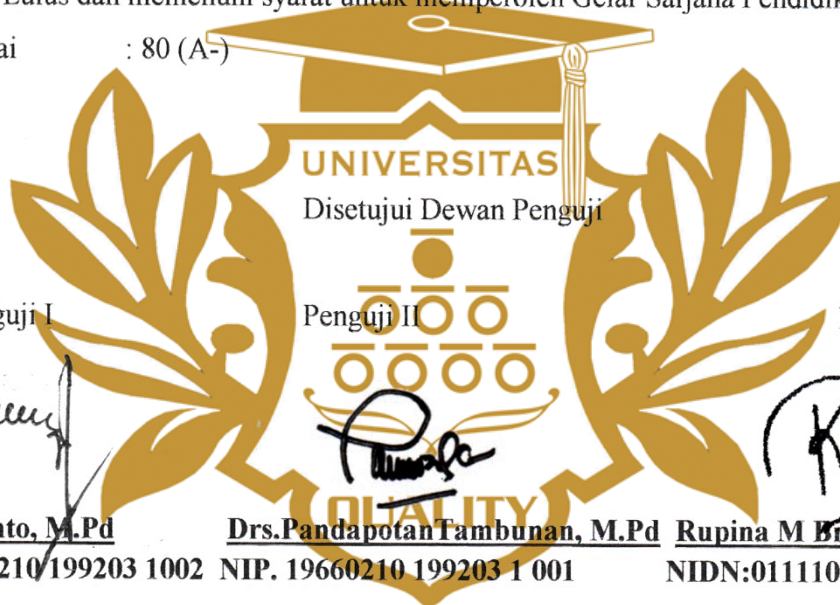 Lulus dan memenuhi syarat untuk memperoleh Gelar Sarjana Pendidik
ai : 80 (A-)
UNIVERSITAS
Disetujui Dewan Penguji
guji I Penguji II
QUALITY
nto, M.Pd Drs.PandapotanTambunan, M.Pd Rupina M
210 199203 1002 NIP. 19660210 199203 1 001 NIDN:011110